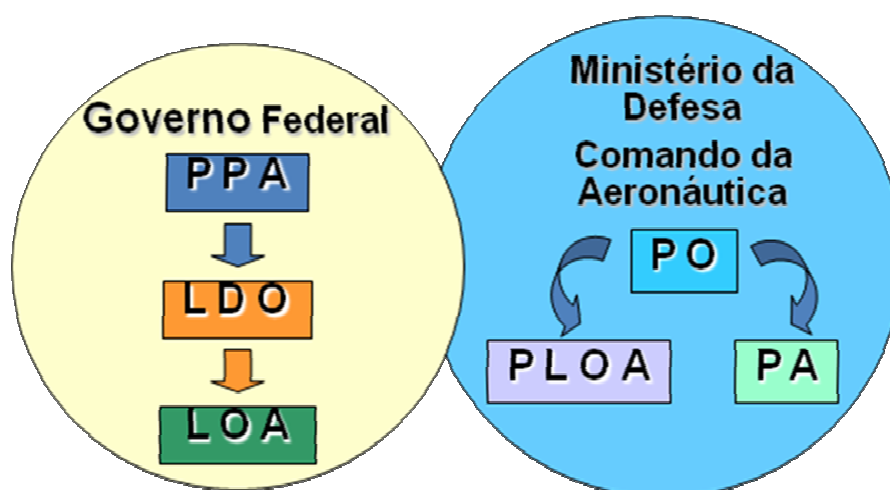 Governo Federal
PPA
LDO
LOA
Ministério da
Defesa
Comando da
Aeronáutica
PO
PLOA
PA